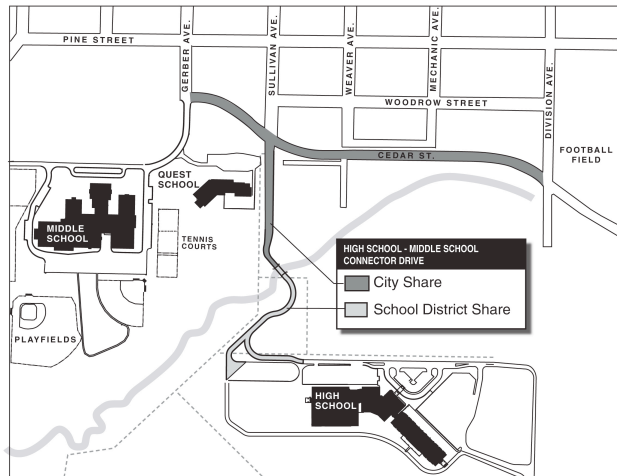 PINE STREET
GERBER AVE.
SULLIVAN AVE.
WEAVER AVE.
MECHANIC AVE.
WOODROW STREET
DIVISION AVE.
FOOTBALL
FIELD
CEDAR ST.
QUEST
SCHOOL
MIDDLE
SCHOOL
TENNIS
COURTS
HIGH SCHOOL - MIDDLE SCHOOL
CONNECTOR DRIVE
City Share
School District Share
PLAYFIELDS
HIGH
SCHOOL